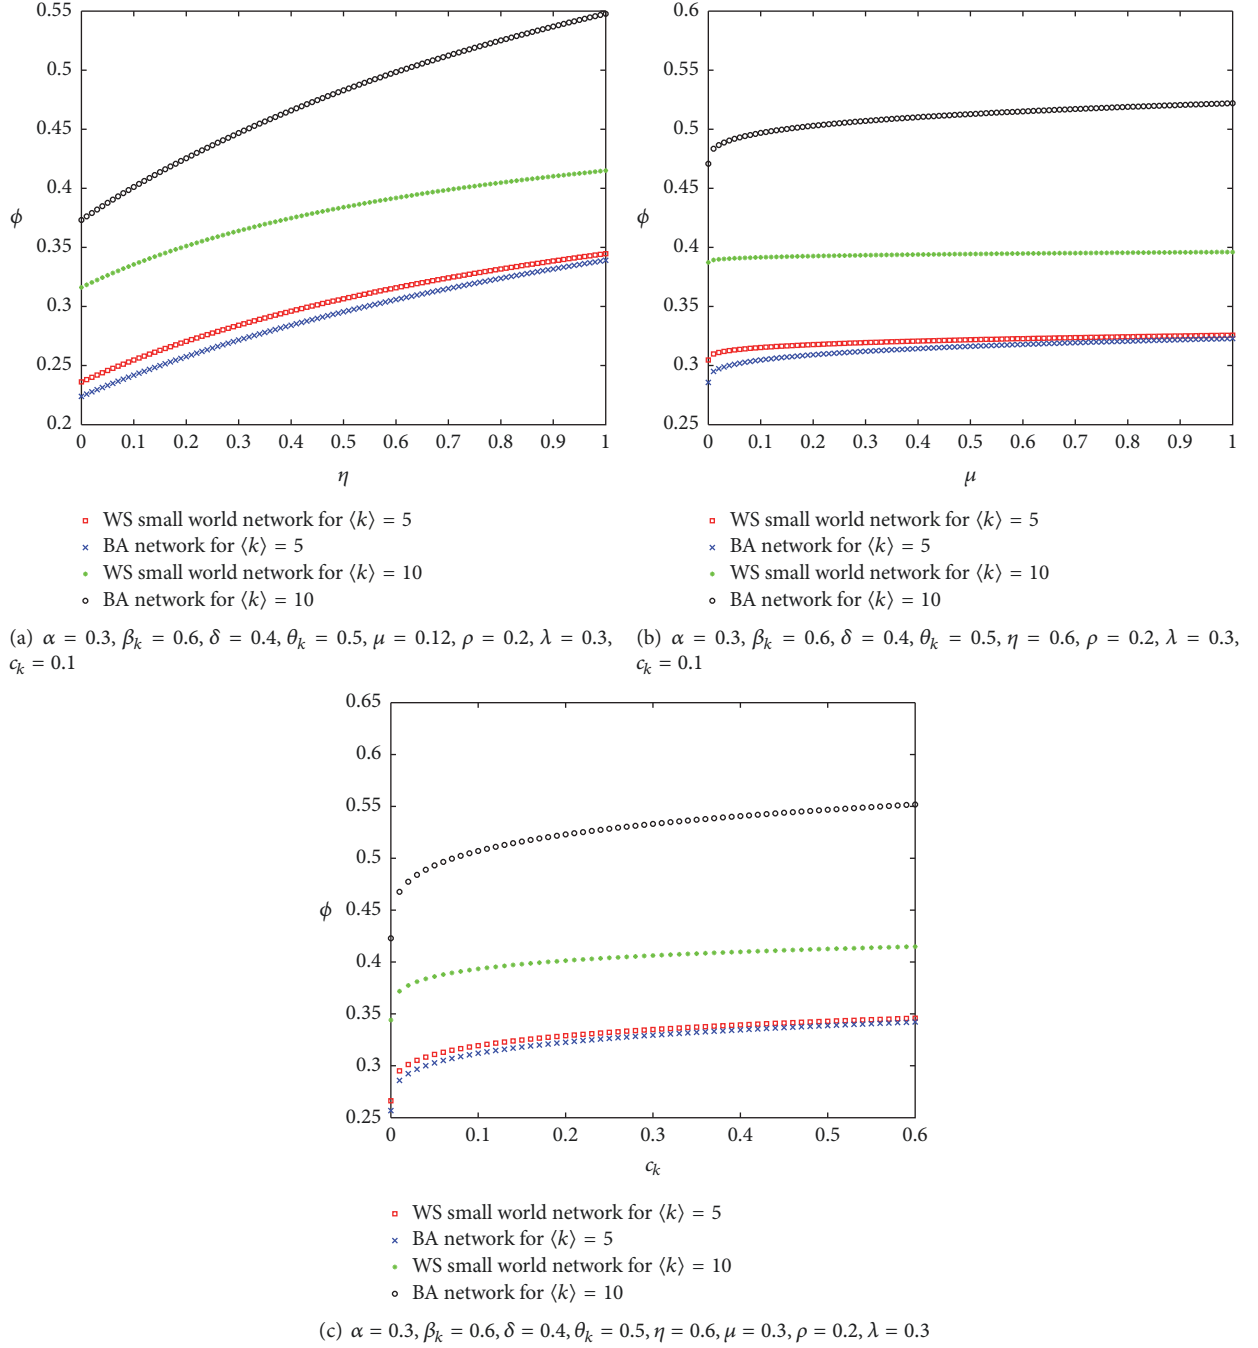 0.55
0.5
0.45
0.4
0.35
0.3
0.25
0.2
ϕ
0 0.1 0.2 0.3 0.4 0.5 0.6 0.7 0.8 0.9 1
η
WS small world network for ⟨k⟩ = 5
BA network for ⟨k⟩ = 5
WS small world network for ⟨k⟩ = 10
BA network for ⟨k⟩ = 10
(a) α = 0.3, β_k = 0.6, δ = 0.4, θ_k = 0.5, μ = 0.12, ρ = 0.2, λ = 0.3,
c_k = 0.1
0.6
0.55
0.5
0.45
0.4
0.35
0.3
0.25
ϕ
0 0.1 0.2 0.3 0.4 0.5 0.6 0.7 0.8 0.9 1
μ
WS small world network for ⟨k⟩ = 5
BA network for ⟨k⟩ = 5
WS small world network for ⟨k⟩ = 10
BA network for ⟨k⟩ = 10
(b) α = 0.3, β_k = 0.6, δ = 0.4, θ_k = 0.5, η = 0.6, ρ = 0.2, λ = 0.3,
c_k = 0.1
0.65
0.6
0.55
0.5
0.45
0.4
0.35
0.3
0.25
ϕ
0 0.1 0.2 0.3 0.4 0.5 0.6
c_k
WS small world network for ⟨k⟩ = 5
BA network for ⟨k⟩ = 5
WS small world network for ⟨k⟩ = 10
BA network for ⟨k⟩ = 10
(c) α = 0.3, β_k = 0.6, δ = 0.4, θ_k = 0.5, η = 0.6, μ = 0.3, ρ = 0.2, λ = 0.3